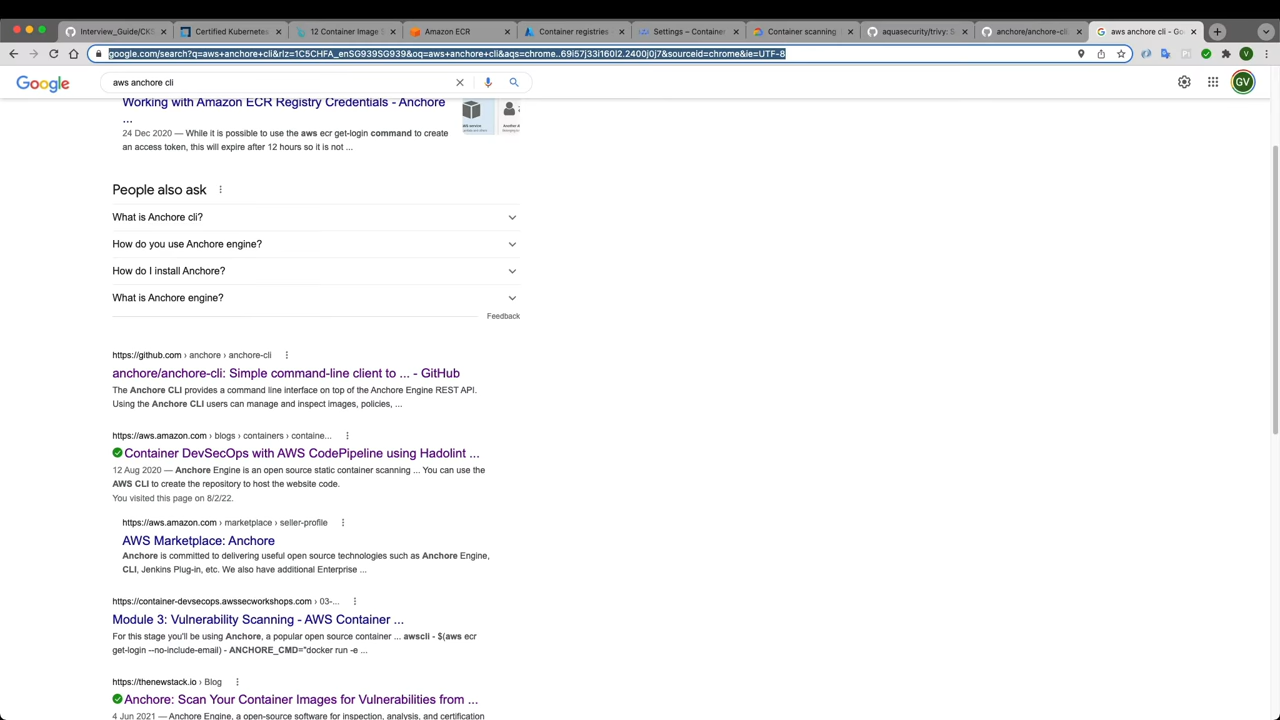 Interview_Guide/CKS
Certified Kubernetes
12 Container Image S
Amazon ECR
Container registries
Settings – Container
Container scanning
aquasecurity/trivy: S
anchore/anchore-cli:
aws anchore cli - Goo
google.com/search?q=aws+anchore+cli&rlz=1C5CHFA_enSG939SG939&oq=aws+anchore+cli&aqs=chrome..69i57j33i160l2.2400j0j7&sourceid=chrome&ie=UTF-8
Google
aws anchore cli
GV
Working with Amazon ECR Registry Credentials - Anchore
...
24 Dec 2020 — While it is possible to use the aws ecr get-login command to create
an access token, this will expire after 12 hours so it is not ...
People also ask
What is Anchore cli?
How do you use Anchore engine?
How do I install Anchore?
What is Anchore engine?
Feedback
https://github.com › anchore › anchore-cli
anchore/anchore-cli: Simple command-line client to ... - GitHub
The Anchore CLI provides a command line interface on top of the Anchore Engine REST API.
Using the Anchore CLI users can manage and inspect images, policies, ...
https://aws.amazon.com › blogs › containers › containe...
Container DevSecOps with AWS CodePipeline using Hadolint ...
12 Aug 2020 — Anchore Engine is an open source static container scanning ... You can use the
AWS CLI to create the repository to host the website code.
You visited this page on 8/2/22.
https://aws.amazon.com › marketplace › seller-profile
AWS Marketplace: Anchore
Anchore is committed to delivering useful open source technologies such as Anchore Engine,
CLI, Jenkins Plug-in, etc. We also have additional Enterprise ...
https://container-devsecops.awssecworkshops.com › 03-...
Module 3: Vulnerability Scanning - AWS Container ...
For this stage you'll be using Anchore, a popular open source container ... awscli - $(aws ecr
get-login --no-include-email) - ANCHORE_CMD="docker run -e ...
https://thenewstack.io › Blog
Anchore: Scan Your Container Images for Vulnerabilities from ...
4 Jun 2021 — Anchore Engine, a open-source software for inspection, analysis, and certification